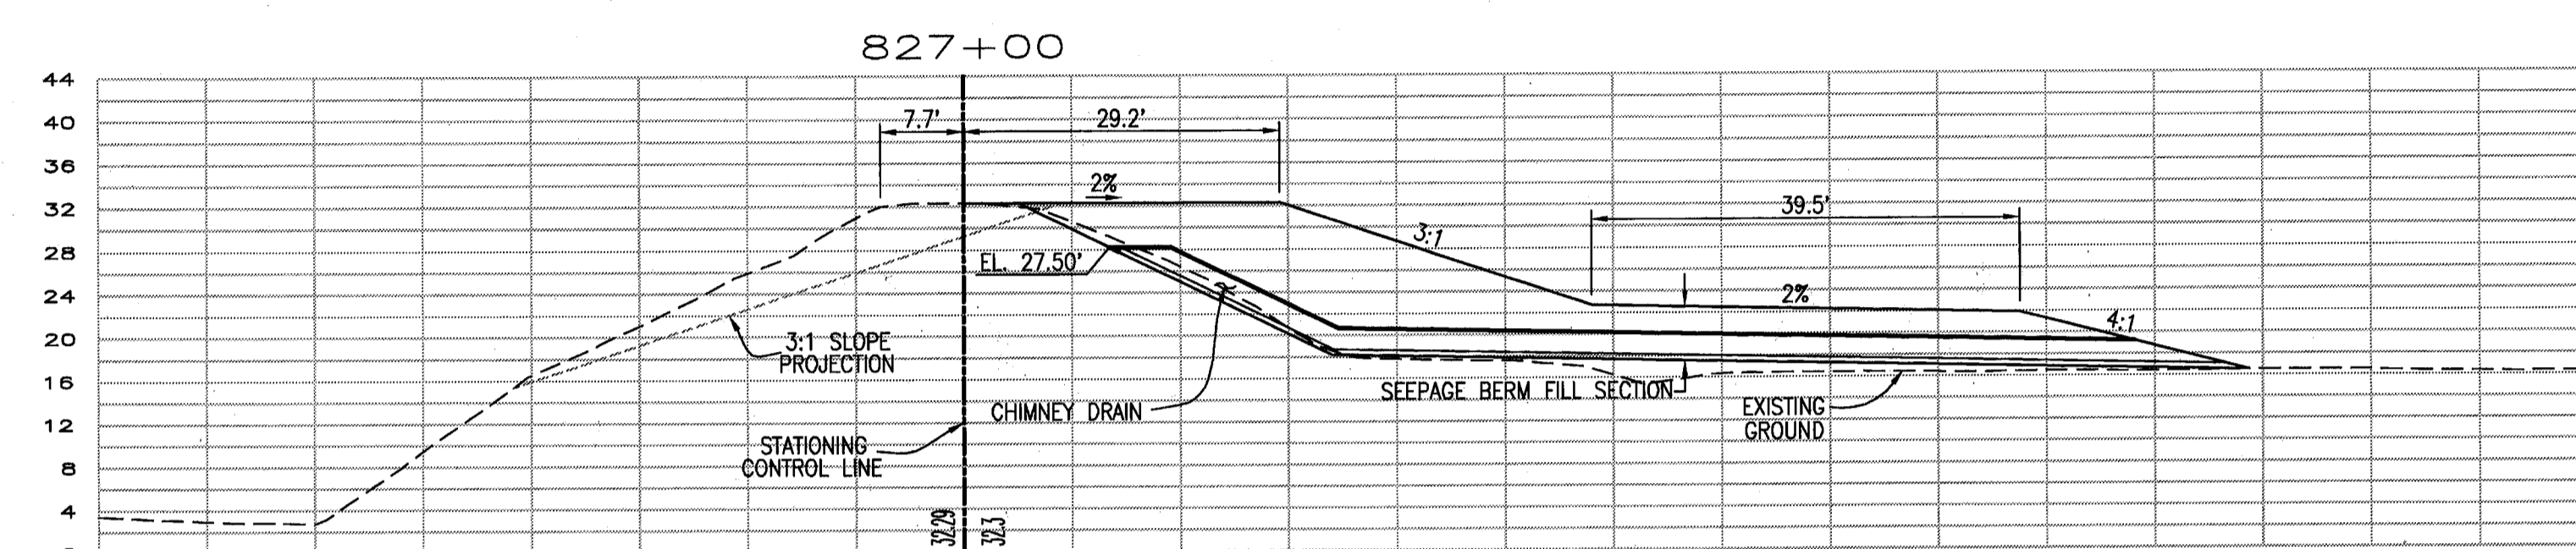 827+00
44
7.7'
29.2'
40
36
2%
32
39.5'
3:1
28
EL. 27.50'
24
2%
4:1
20
3:1 SLOPE
PROJECTION
16
SEEPAGE BERM FILL SECTION
CHIMNEY DRAIN
EXISTING
GROUND
12
STATIONING
CONTROL LINE
8
4
32.29
32.3